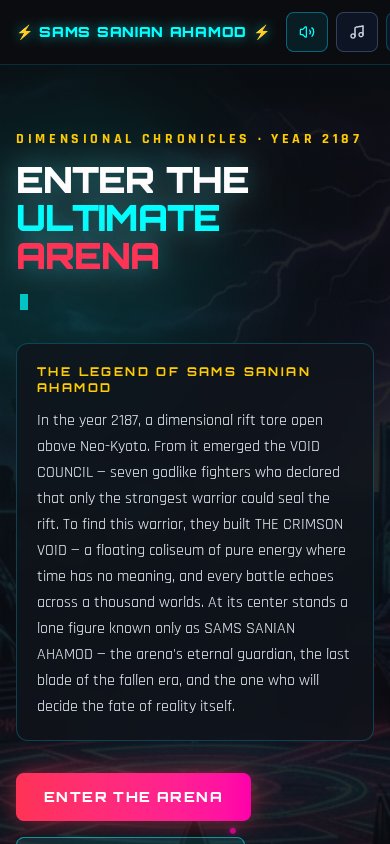 ⚡ SAMS SANIAN AHAMOD ⚡
DIMENSIONAL CHRONICLES · YEAR 2187
ENTER THE
ULTIMATE
ARENA
THE LEGEND OF SAMS SANIAN
AHAMOD
In the year 2187, a dimensional rift tore open
above Neo-Kyoto. From it emerged the VOID
COUNCIL — seven godlike fighters who declared
that only the strongest warrior could seal the
rift. To find this warrior, they built THE CRIMSON
VOID — a floating coliseum of pure energy where
time has no meaning, and every battle echoes
across a thousand worlds. At its center stands a
lone figure known only as SAMS SANIAN
AHAMOD — the arena's eternal guardian, the last
blade of the fallen era, and the one who will
decide the fate of reality itself.
ENTER THE ARENA